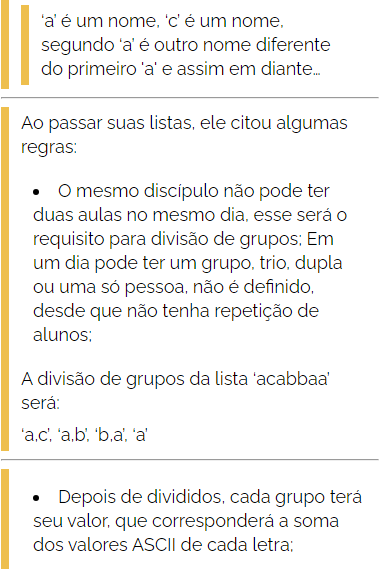 ‘a’ é um nome, ‘c’ é um nome,
segundo ‘a’ é outro nome diferente
do primeiro 'a' e assim em diante…
Ao passar suas listas, ele citou algumas
regras:
• O mesmo discípulo não pode ter
duas aulas no mesmo dia, esse será o
requisito para divisão de grupos; Em
um dia pode ter um grupo, trio, dupla
ou uma só pessoa, não é definido,
desde que não tenha repetição de
alunos;
A divisão de grupos da lista ‘acabbaa’
será:
‘a,c’, ‘a,b’, ‘b,a’, ‘a’
• Depois de divididos, cada grupo terá
seu valor, que corresponderá a soma
dos valores ASCII de cada letra;